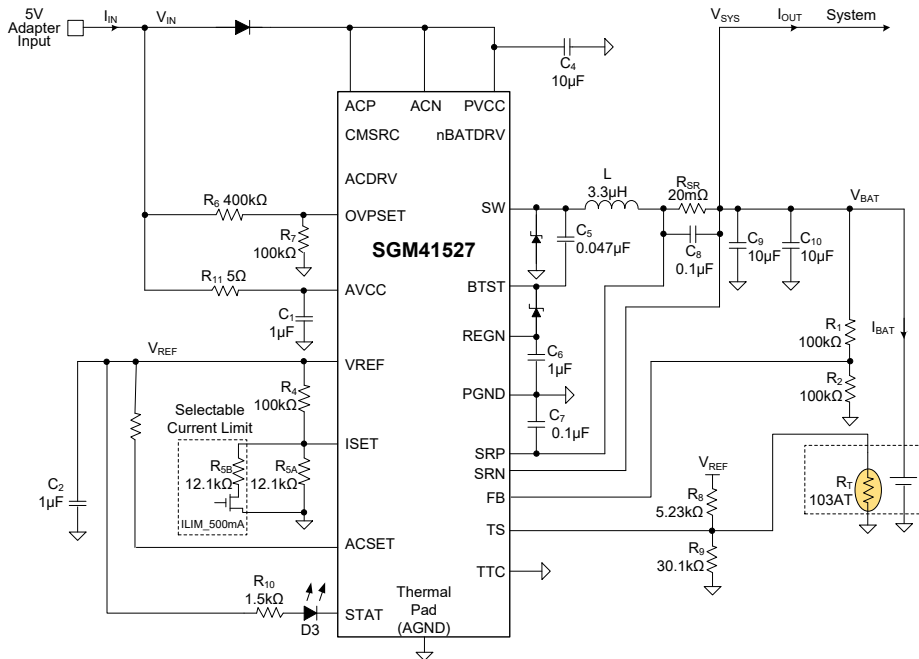 5V
Adapter
Input
I_IN
V_IN
V_SYS
I_OUT
System
C4
10μF
ACP
ACN
PVCC
CMSRC
nBATDRV
ACDRV
R6 400kΩ
OVPSET
R7
100kΩ
SGM41527
SW
L
3.3μH
R_SR
20mΩ
V_BAT
C5
0.047μF
C8
0.1μF
C9
10μF
C10
10μF
R11 5Ω
AVCC
BTST
C1
1μF
REGN
I_BAT
R1
100kΩ
V_REF
VREF
C6
1μF
R4
100kΩ
PGND
R2
100kΩ
Selectable
Current Limit
C7
0.1μF
ISET
SRP
R5B
12.1kΩ
R5A
12.1kΩ
SRN
V_REF
C2
1μF
ILIM_500mA
FB
R8
5.23kΩ
R_T
103AT
TS
ACSET
R9
30.1kΩ
TTC
R10
1.5kΩ
Thermal
Pad
(AGND)
STAT
D3